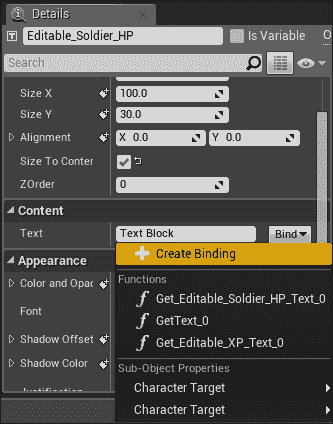 Details
Editable_Soldier_HP
Is Variable
Search
Size X
100.0
Size Y
30.0
Alignment
X 0.0
Y 0.0
Size To Conter
ZOrder
0
Content
Text
Text Block
Bind
Appearance
Create Binding
Color and Opac
Functions
Get_Editable_Soldier_HP_Text_0
Font
GetText_0
Shadow Offset
Get_Editable_XP_Text_0
Shadow Color
Sub-Object Properties
Character Target
Character Target